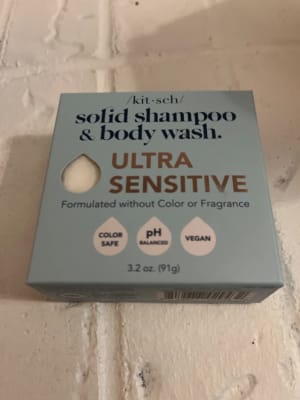 /kit·sch/
solid shampoo
& body wash.
ULTRA
SENSITIVE
Formulated without Color or Fragrance
COLOR
SAFE
pH
BALANCED
VEGAN
3.2 oz. (91g)